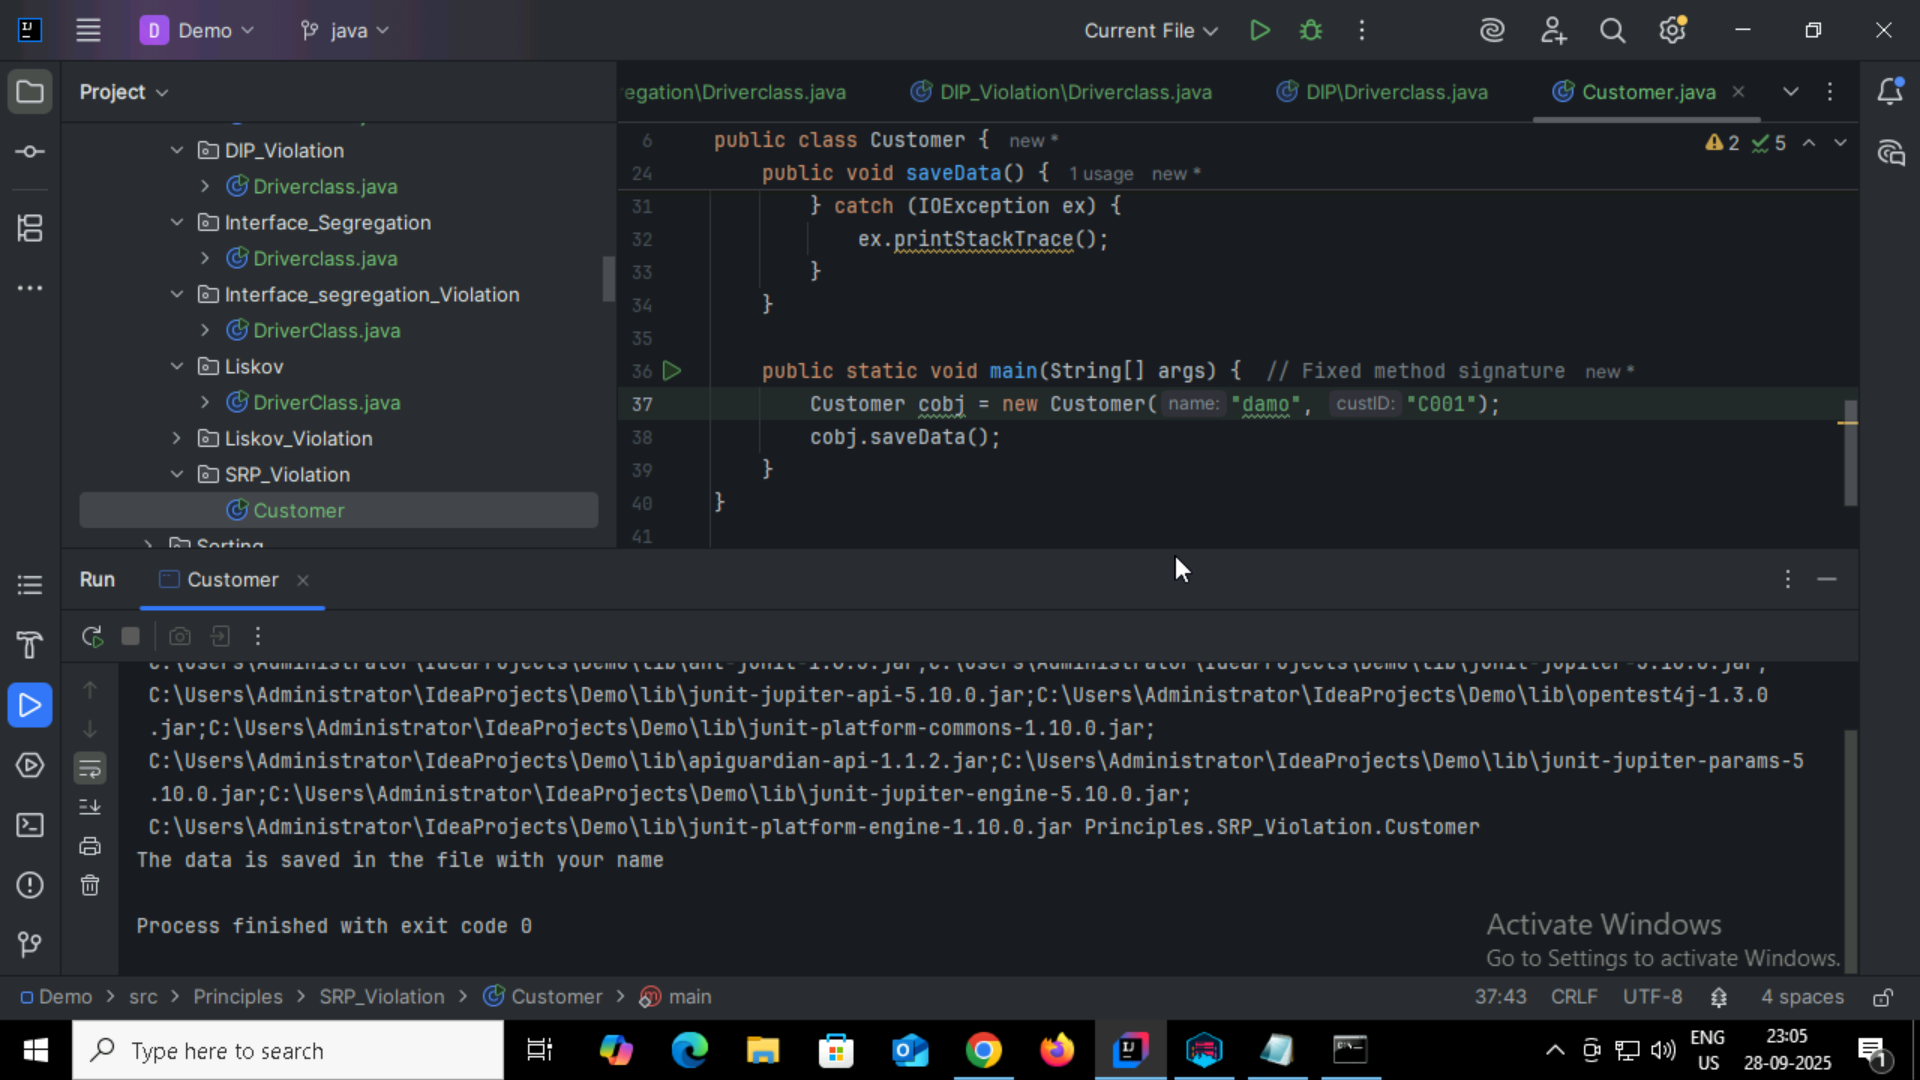 D Demo
java
Current File
Project
DIP_Violation
Driverclass.java
Interface_Segregation
Driverclass.java
Interface_segregation_Violation
DriverClass.java
Liskov
DriverClass.java
Liskov_Violation
SRP_Violation
Customer
Sorting
egation\Driverclass.java
DIP_Violation\Driverclass.java
DIP\Driverclass.java
Customer.java
2 5
6 public class Customer { new *
24 public void saveData() { 1 usage new *
31 } catch (IOException ex) {
32 ex.printStackTrace();
33 }
34 }
35
36 public static void main(String[] args) { // Fixed method signature new *
37 Customer cobj = new Customer( name: "damo", custID: "C001");
38 cobj.saveData();
39 }
40 }
41
Run
Customer
C:\Users\Administrator\IdeaProjects\Demo\lib\junit-jupiter-api-5.10.0.jar;C:\Users\Administrator\IdeaProjects\Demo\lib\opentest4j-1.3.0
.jar;C:\Users\Administrator\IdeaProjects\Demo\lib\junit-platform-commons-1.10.0.jar;
C:\Users\Administrator\IdeaProjects\Demo\lib\apiguardian-api-1.1.2.jar;C:\Users\Administrator\IdeaProjects\Demo\lib\junit-jupiter-params-5
.10.0.jar;C:\Users\Administrator\IdeaProjects\Demo\lib\junit-jupiter-engine-5.10.0.jar;
C:\Users\Administrator\IdeaProjects\Demo\lib\junit-platform-engine-1.10.0.jar Principles.SRP_Violation.Customer
The data is saved in the file with your name
Process finished with exit code 0
Activate Windows
Go to Settings to activate Windows.
Demo > src > Principles > SRP_Violation > Customer > main
37:43 CRLF UTF-8 4 spaces
Type here to search
ENG
US
23:05
28-09-2025
1